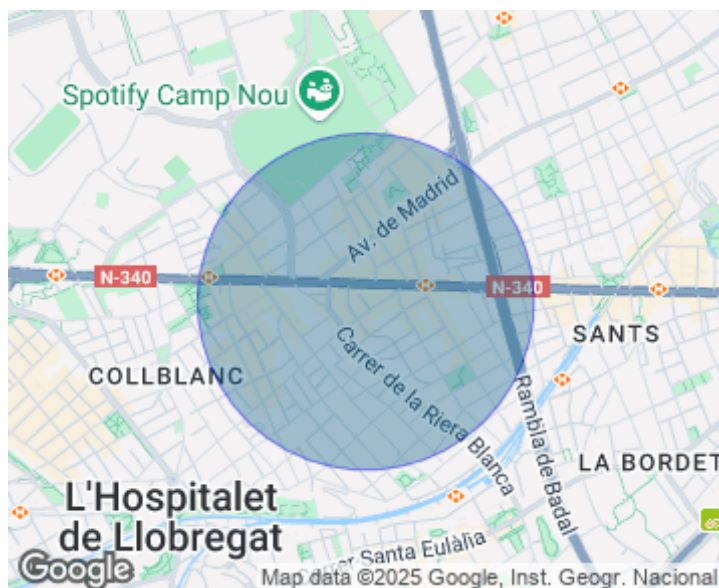 Spotify Camp Nou
Av. de Madrid
N-340
N-340
SANTS
COLLBLANC
Carrer de la Riera Blanca
Rambla de Badal
LA BORDET
L'Hospitalet
de Llobregat
Santa Eulàlia
Google
Map data ©2025 Google, Inst. Geogr. Nacional